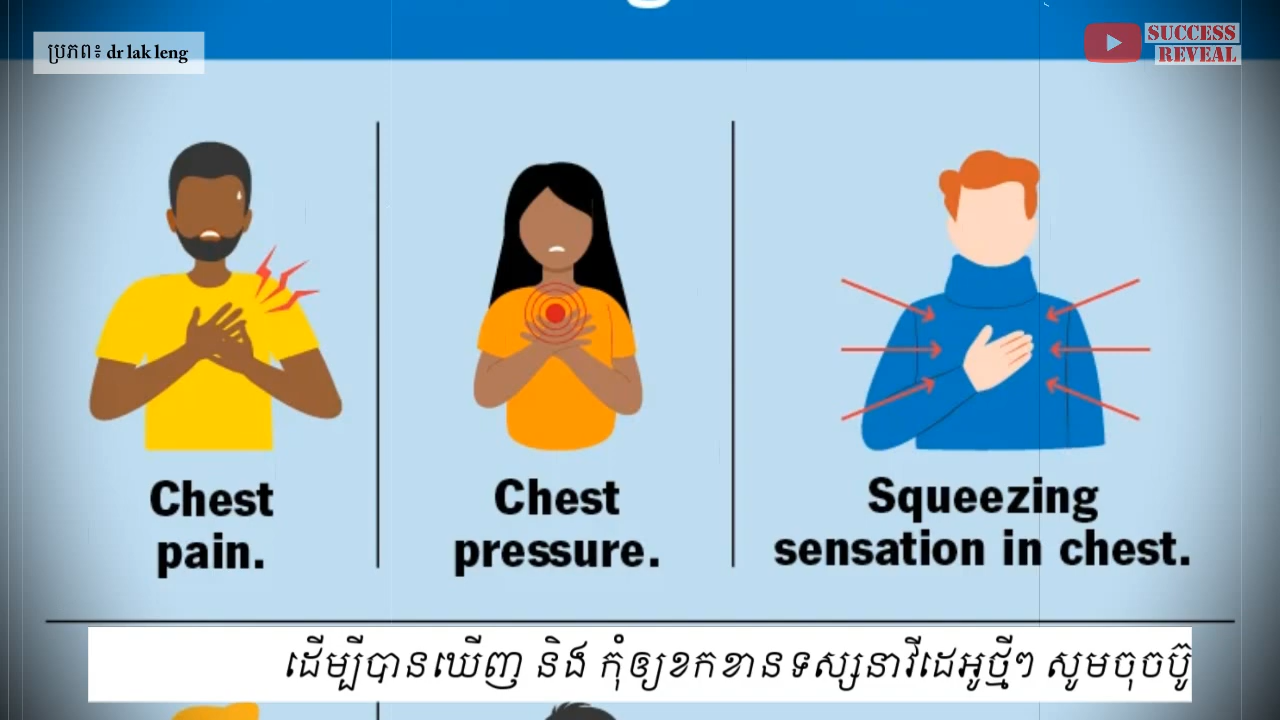 ប្រភព៖ dr lak leng
SUCCESS
REVEAL
Chest
pain.
Chest
pressure.
Squeezing
sensation in chest.
ដើម្បីបានឃើញ និង កុំឲ្យខកខានទស្សនាវីដេអូថ្មីៗ សូមចុចប៊ូ